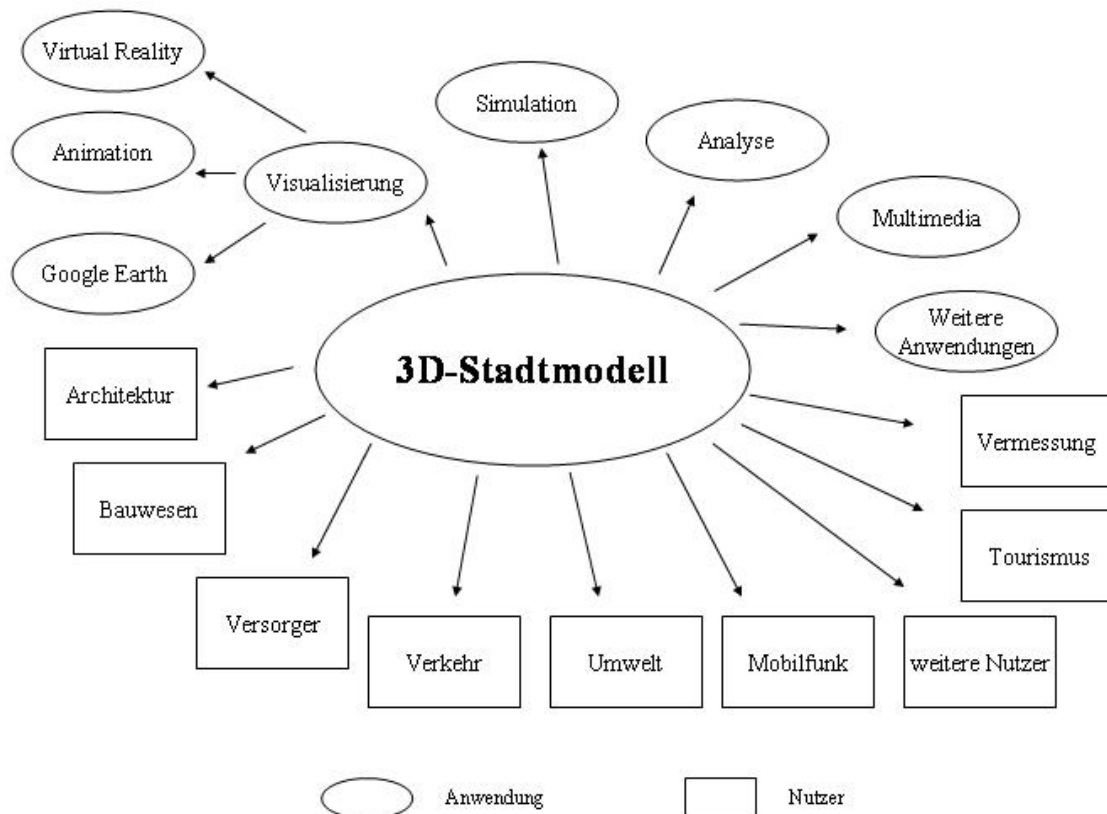 Virtual Reality
Simulation
Animation
Analyse
Visualisierung
Multimedia
Google Earth
Weitere
Anwendungen
3D-Stadtmodell
Architektur
Vermessung
Bauwesen
Tourismus
Versorger
Verkehr
Umwelt
Mobilfunk
weitere Nutzer
Anwendung
Nutzer